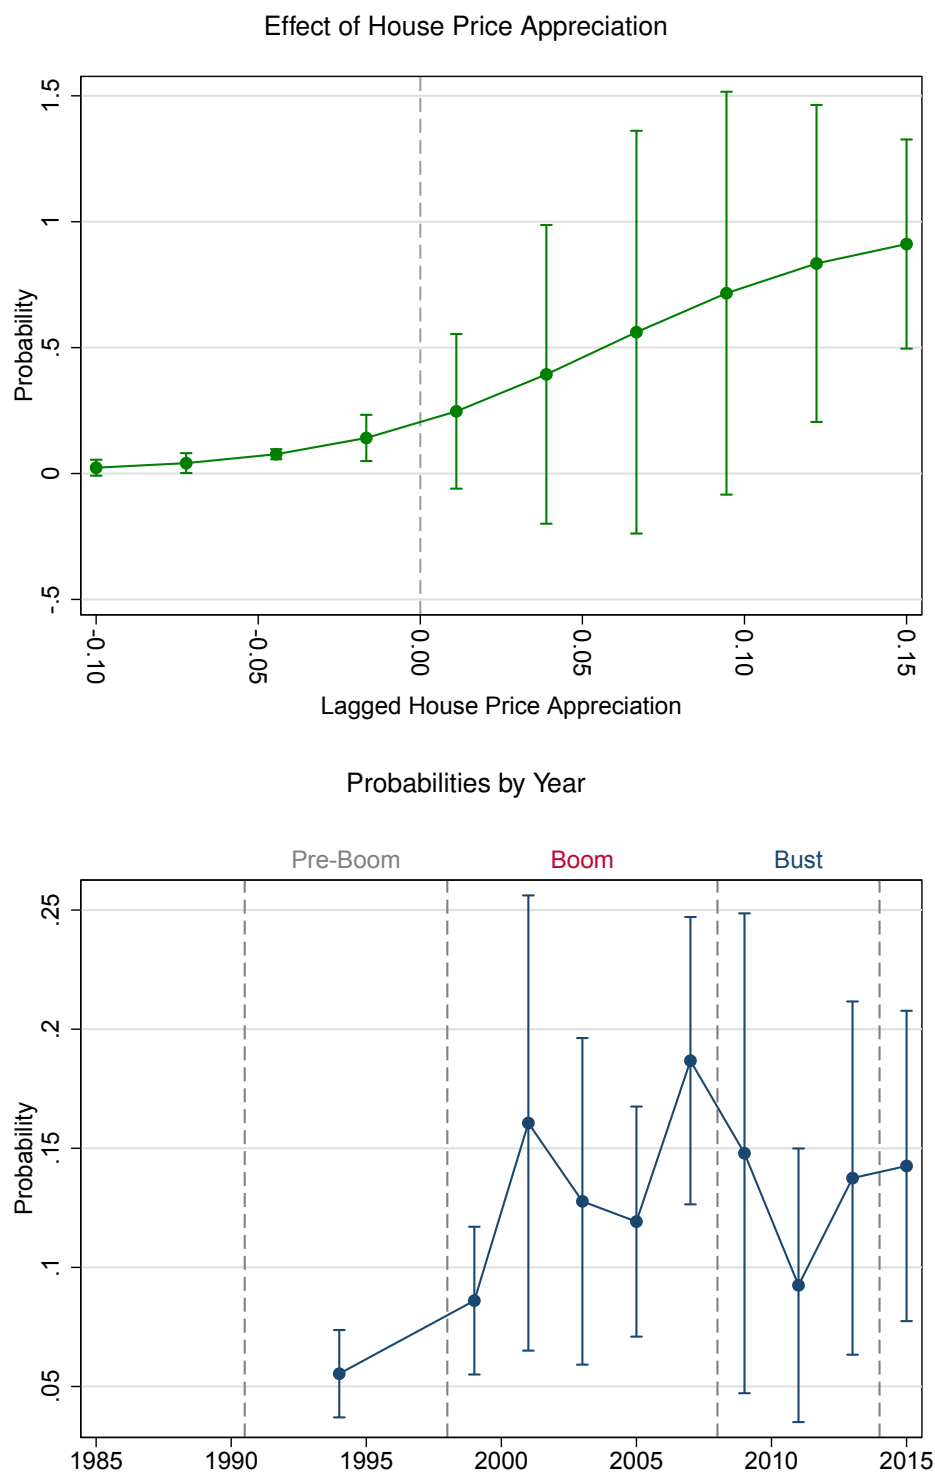 Effect of House Price Appreciation
1.5
1
.5
0
-.5
Probability
-0.10 -0.05 0.00 0.05 0.10 0.15
Lagged House Price Appreciation
Probabilities by Year
Pre-Boom Boom Bust
.25
.2
.15
.1
.05
Probability
1985 1990 1995 2000 2005 2010 2015